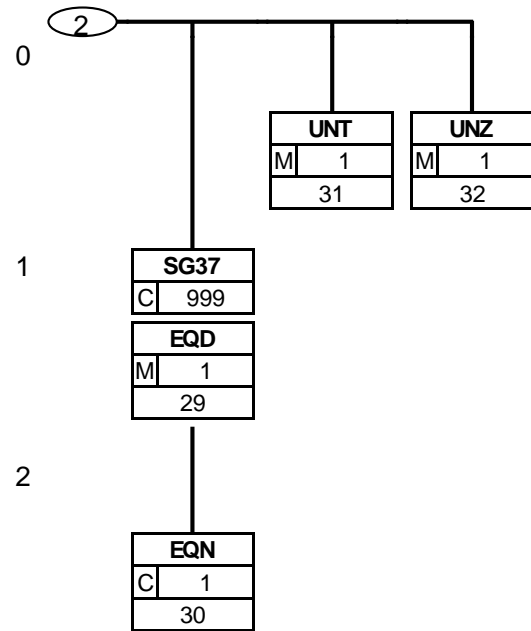 2
0
UNT UNZ
M 1 M 1
31 32
1
SG37
C 999
EQD
M 1
29
2
EQN
C 1
30